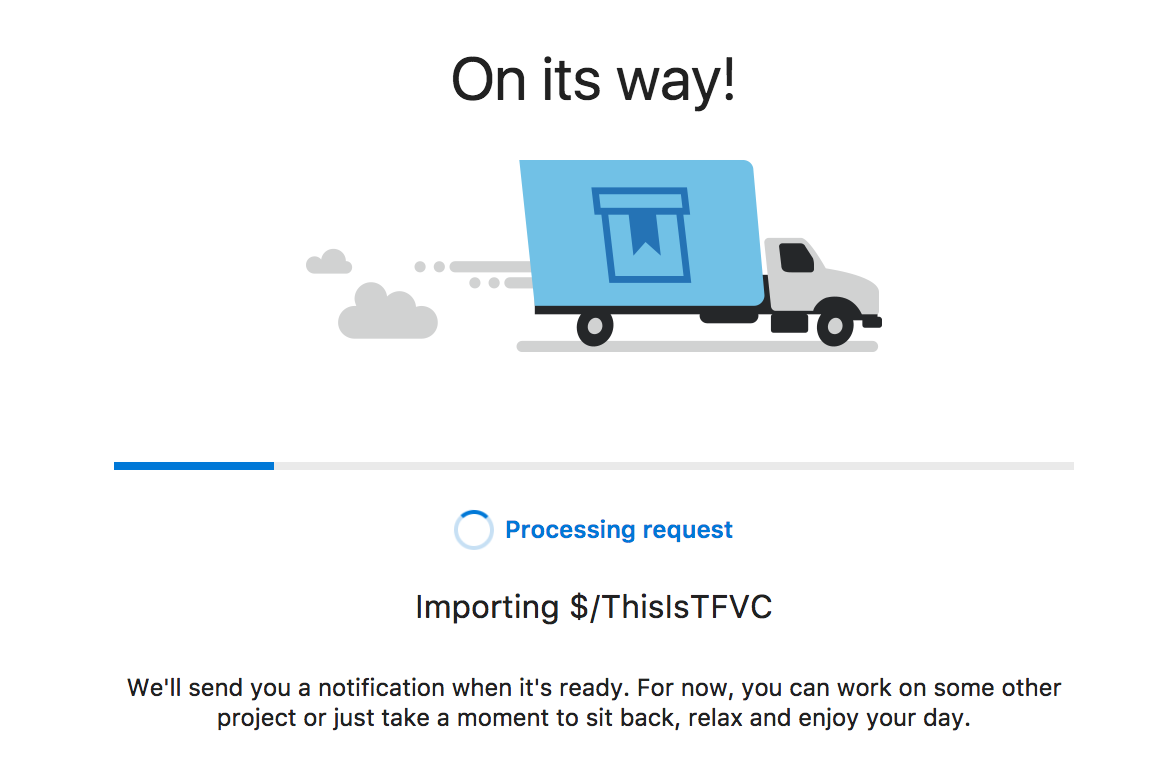 On its way!
Processing request
Importing $/ThisIsTFVC
We'll send you a notification when it's ready. For now, you can work on some other
project or just take a moment to sit back, relax and enjoy your day.